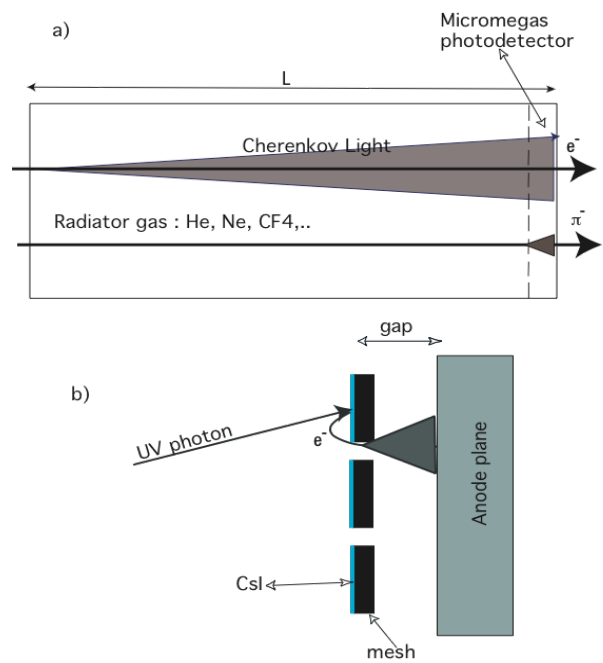 a)
Micromegas
photodetector
L
Cherenkov Light
e-
Radiator gas : He, Ne, CF4,..
π-
gap
b)
UV photon
e-
Anode plane
CsI
mesh